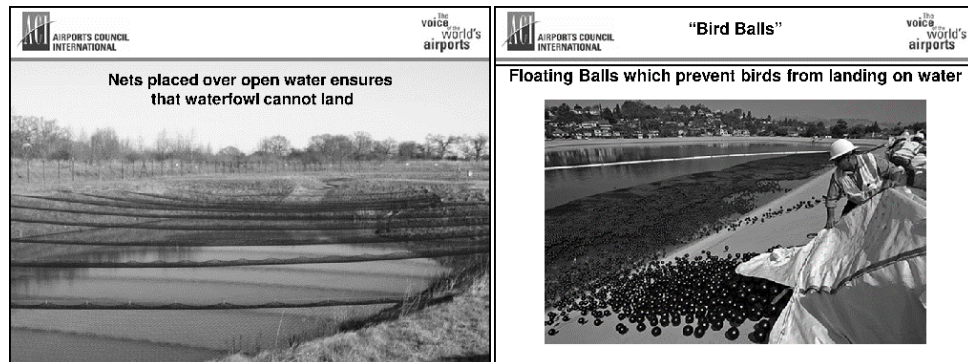 ACI AIRPORTS COUNCIL
INTERNATIONAL
The
voice
of the
world's
airports
Nets placed over open water ensures
that waterfowl cannot land
ACI AIRPORTS COUNCIL
INTERNATIONAL
"Bird Balls"
The
voice
of the
world's
airports
Floating Balls which prevent birds from landing on water